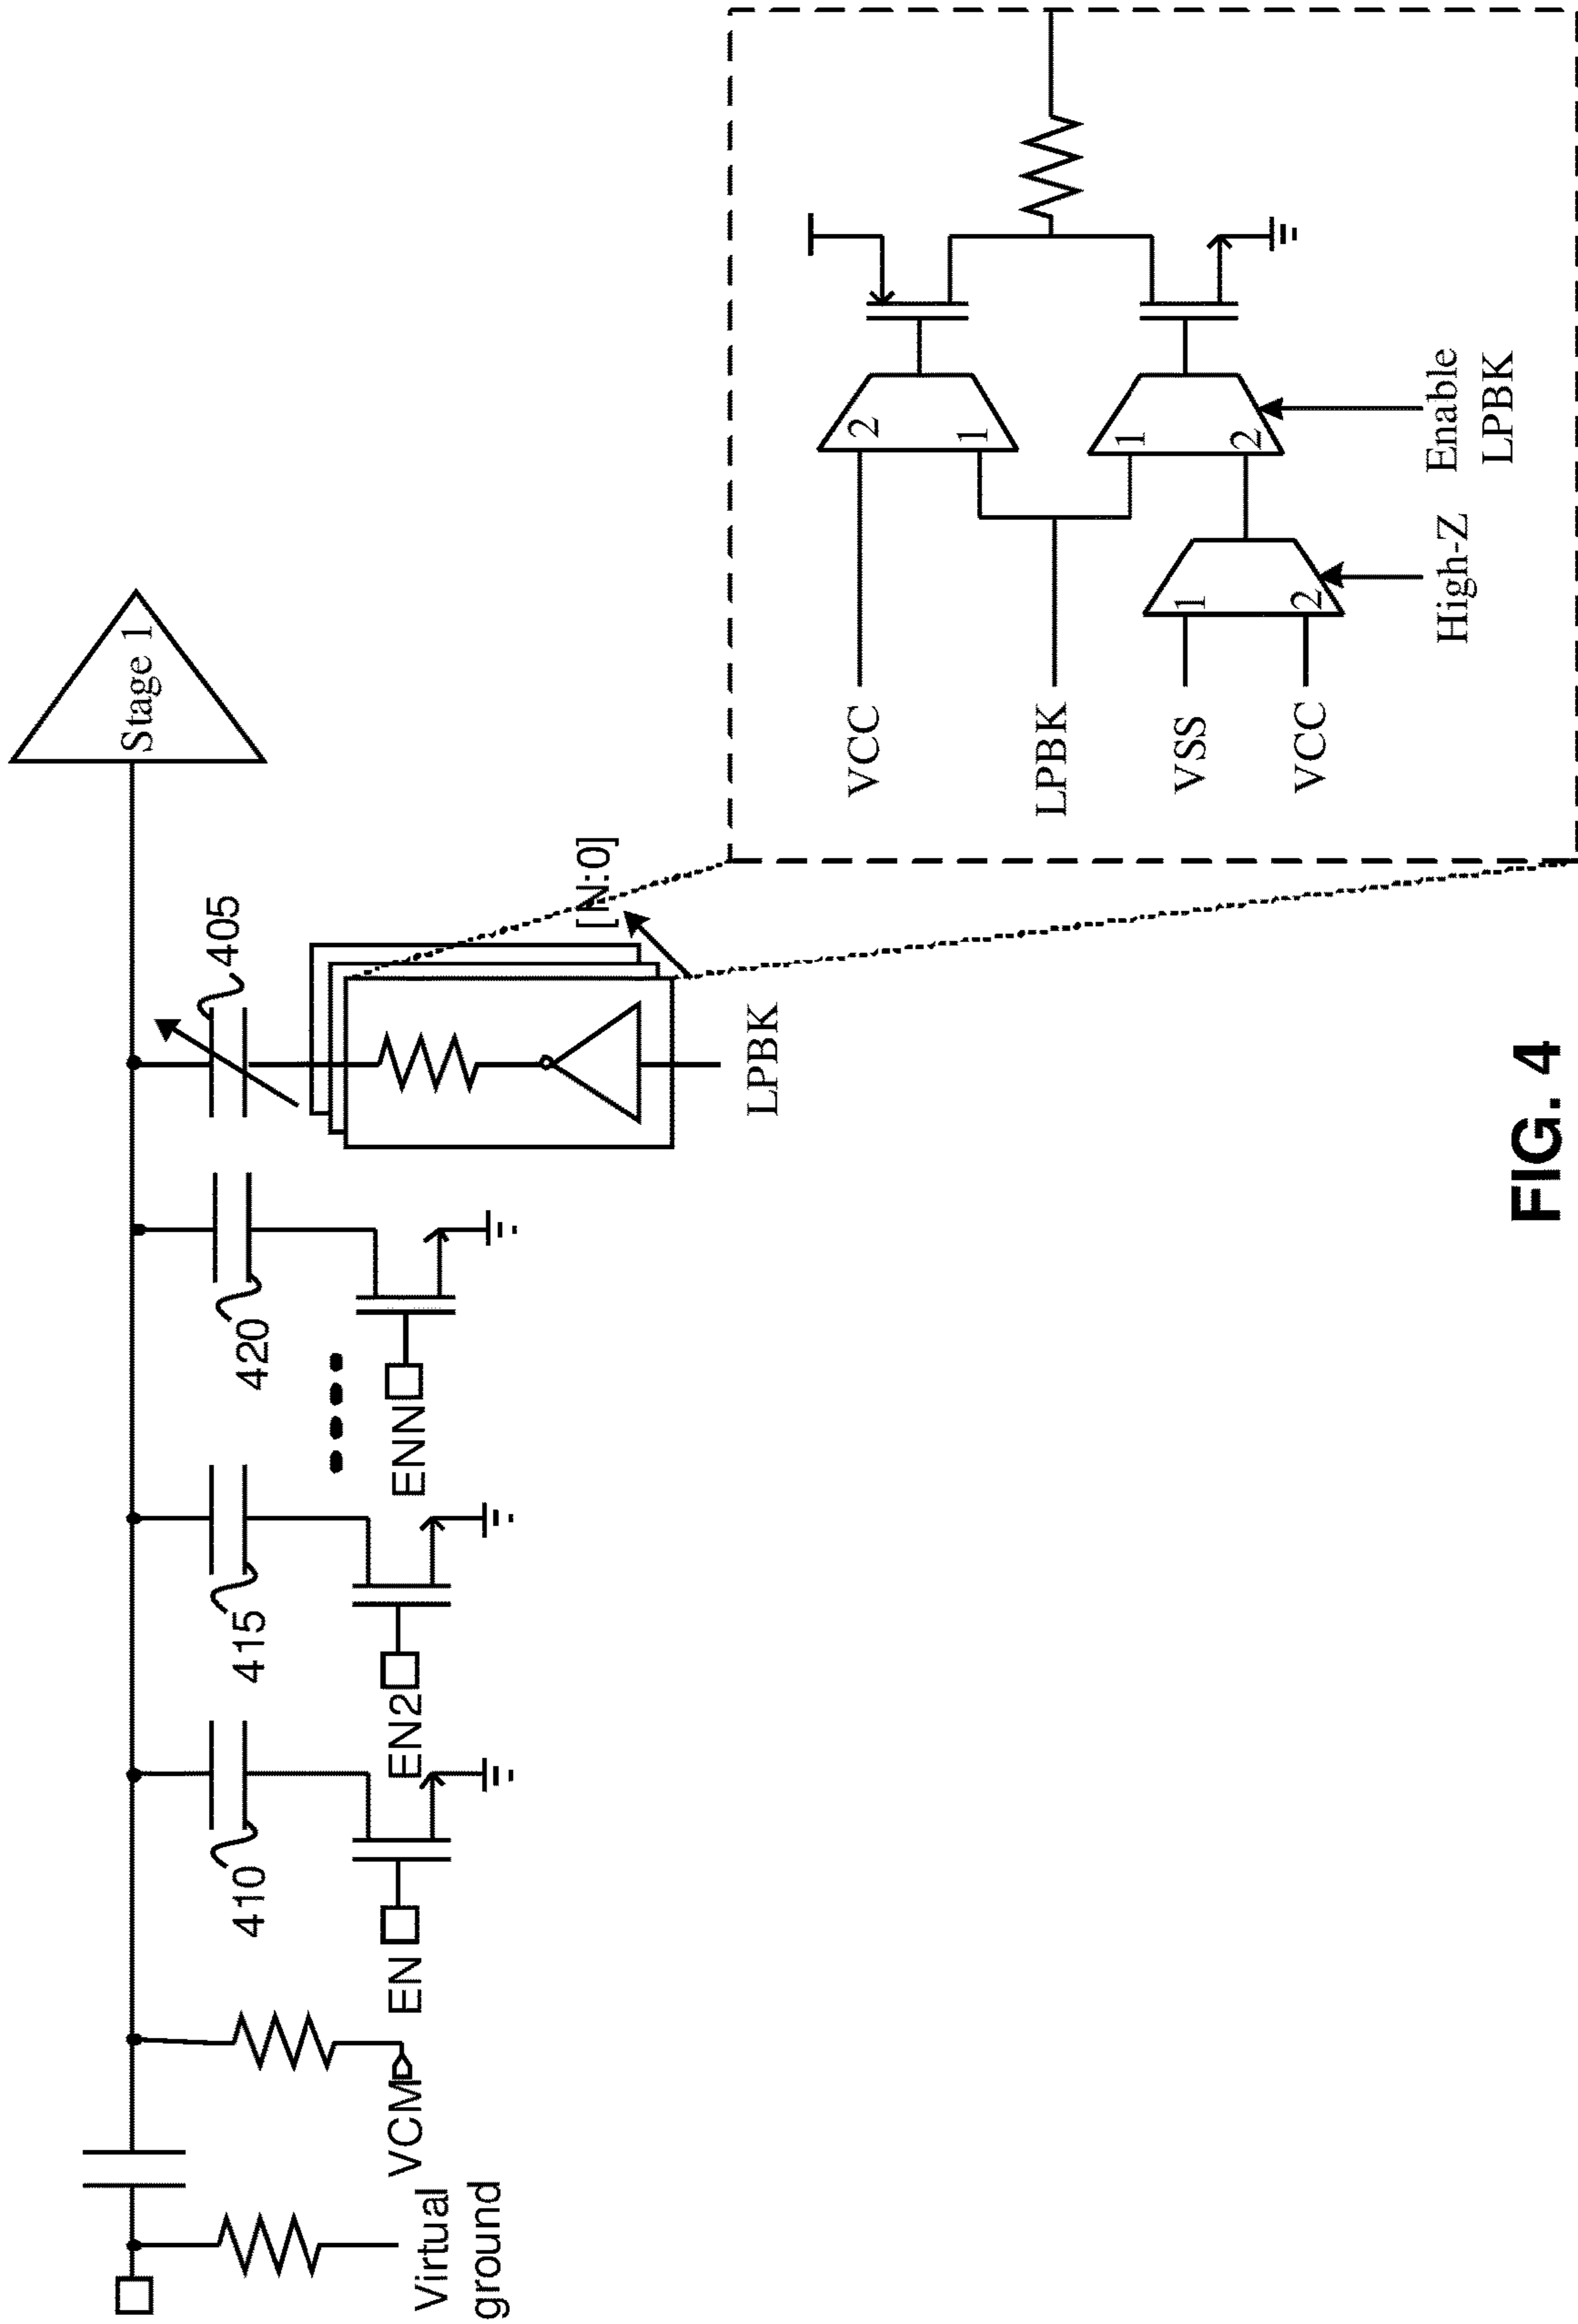 Stage 1
405
420
415
410
[N:0]
ENN
EN2
EN
VCM
Virtual
ground
LPBK
VCC
2
1
LPBK
1
2
VSS
1
VCC
2
High-Z
Enable
LPBK
FIG. 4